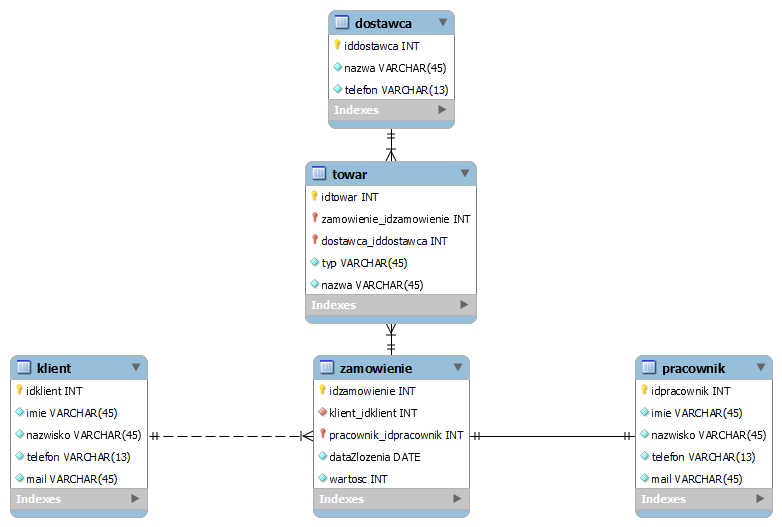 dostawca
iddostawca INT
nazwa VARCHAR(45)
telefon VARCHAR(13)
Indexes
towar
idtowar INT
zamowienie_idzamowienie INT
dostawca_iddostawca INT
typ VARCHAR(45)
nazwa VARCHAR(45)
Indexes
klient
idklient INT
imie VARCHAR(45)
nazwisko VARCHAR(45)
telefon VARCHAR(13)
mail VARCHAR(45)
Indexes
zamowienie
idzamowienie INT
klient_idklient INT
pracownik_idpracownik INT
dataZlozenia DATE
wartosc INT
Indexes
pracownik
idpracownik INT
imie VARCHAR(45)
nazwisko VARCHAR(45)
telefon VARCHAR(13)
mail VARCHAR(45)
Indexes